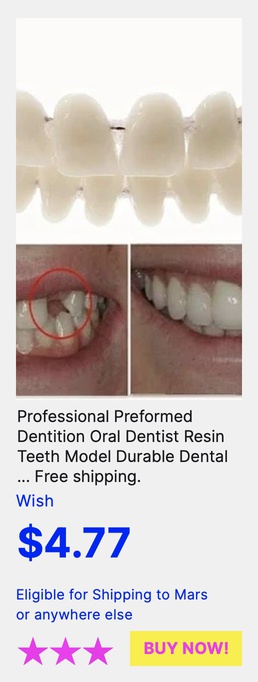 Professional Preformed
Dentition Oral Dentist Resin
Teeth Model Durable Dental
... Free shipping.
Wish
$4.77
Eligible for Shipping to Mars
or anywhere else
BUY NOW!